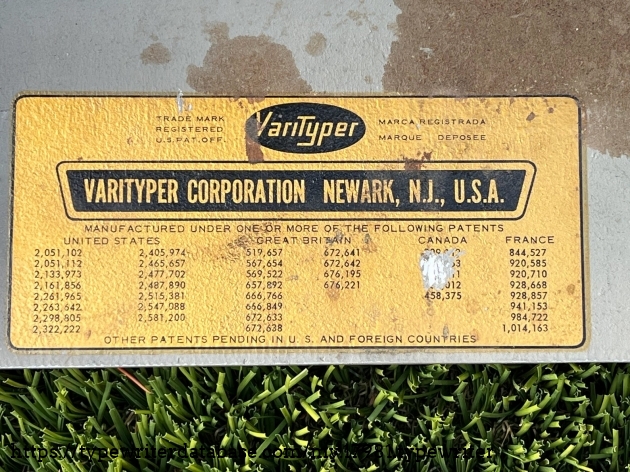 TRADE MARK
REGISTERED
U.S. PAT. OFF.
VariTyper
MARCA REGISTRADA
MARQUE DEPOSEE
VARITYPER CORPORATION NEWARK, N.J., U.S.A.
MANUFACTURED UNDER ONE OR MORE OF THE FOLLOWING PATENTS
UNITED STATES GREAT BRITAIN CANADA FRANCE
2,051,102 2,405,974 519,657 672,641 844,527
2,051,112 2,465,657 567,654 672,642 920,585
2,133,973 2,477,702 569,522 676,195 920,710
2,161,856 2,487,890 657,892 676,221 928,668
2,261,965 2,515,381 666,766 458,375 928,857
2,263,642 2,547,088 666,849 941,153
2,298,805 2,581,200 672,633 984,722
2,322,222 672,638 1,014,163
OTHER PATENTS PENDING IN U.S. AND FOREIGN COUNTRIES